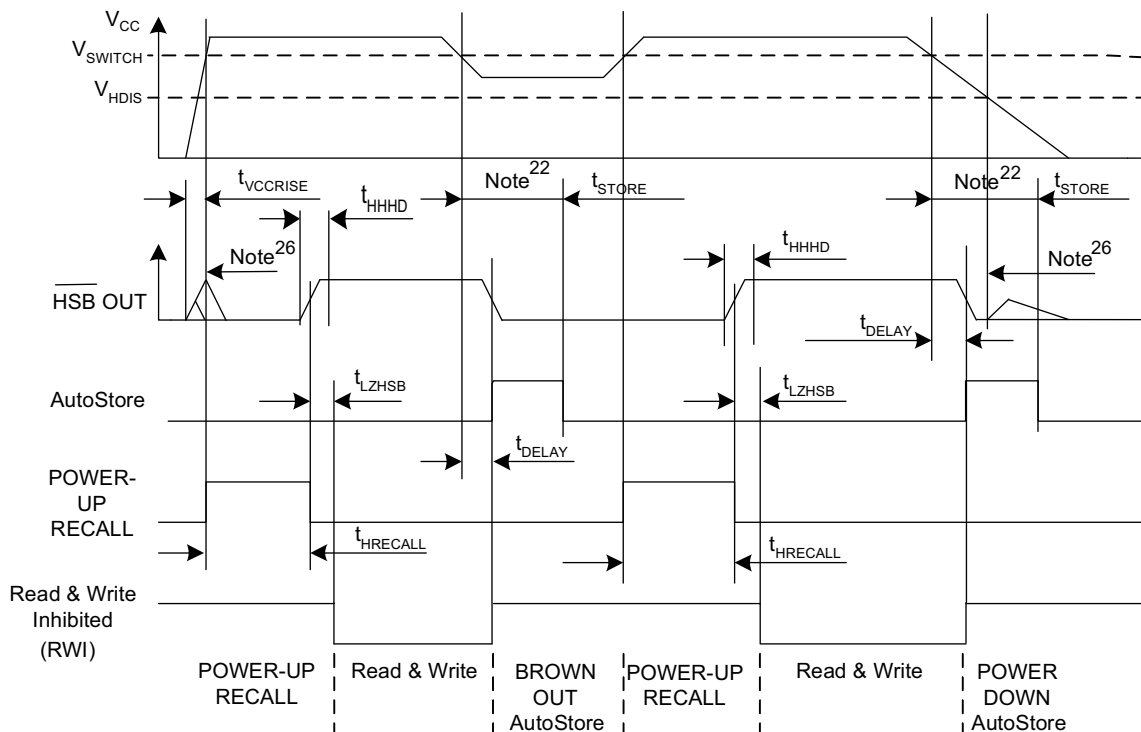 VCC
VSWITCH
VHDIS
tVCCRISE
tHHHD
Note22
tSTORE
Note22
tSTORE
Note26
tHHHD
Note26
HSB OUT
tDELAY
tLZHSB
tLZHSB
AutoStore
tDELAY
POWER-
UP
RECALL
tHRECALL
tHRECALL
Read & Write
Inhibited
(RWI)
POWER-UP
RECALL
Read & Write
BROWN
OUT
AutoStore
POWER-UP
RECALL
Read & Write
POWER
DOWN
AutoStore